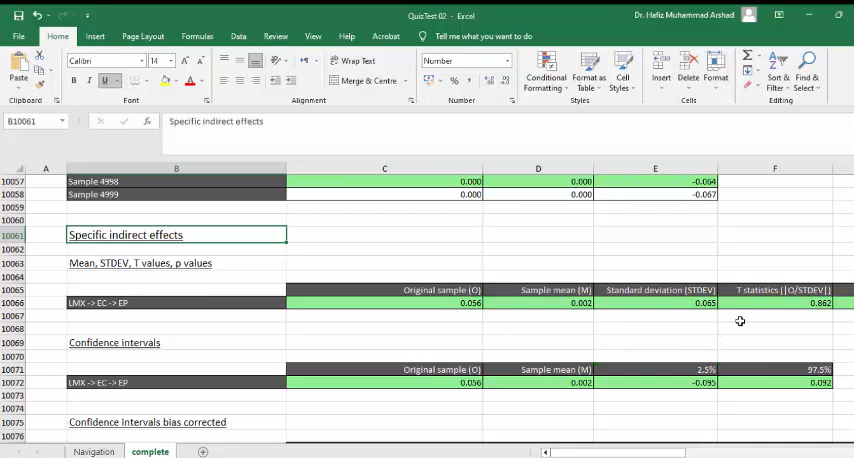 QuizTest 02 - Excel
Dr. Hafiz Muhammad Arshad
File Home Insert Page Layout Formulas Data Review View Help Acrobat Tell me what you want to do
Paste
Calibri 14
B I U
Wrap Text
Merge & Centre
Number
Conditional Formatting
Format as Table
Cell Styles
Insert Delete Format
Sort & Filter
Find & Select
Clipboard Font Alignment Number Styles Cells Editing
B10061 fx Specific indirect effects
A B C D E F
10057 Sample 4998 0.000 0.000 -0.064
10058 Sample 4999 0.000 0.000 -0.067
10059
10060
10061 Specific indirect effects
10062
10063 Mean, STDEV, T values, p values
10064
10065 Original sample (O) Sample mean (M) Standard deviation (STDEV) T statistics (|O/STDEV|)
10066 LMX -> EC -> EP 0.056 0.002 0.065 0.862
10067
10068
10069 Confidence intervals
10070
10071 Original sample (O) Sample mean (M) 2.5% 97.5%
10072 LMX -> EC -> EP 0.056 0.002 -0.095 0.092
10073
10074
10075 Confidence intervals bias corrected
10076
Navigation complete